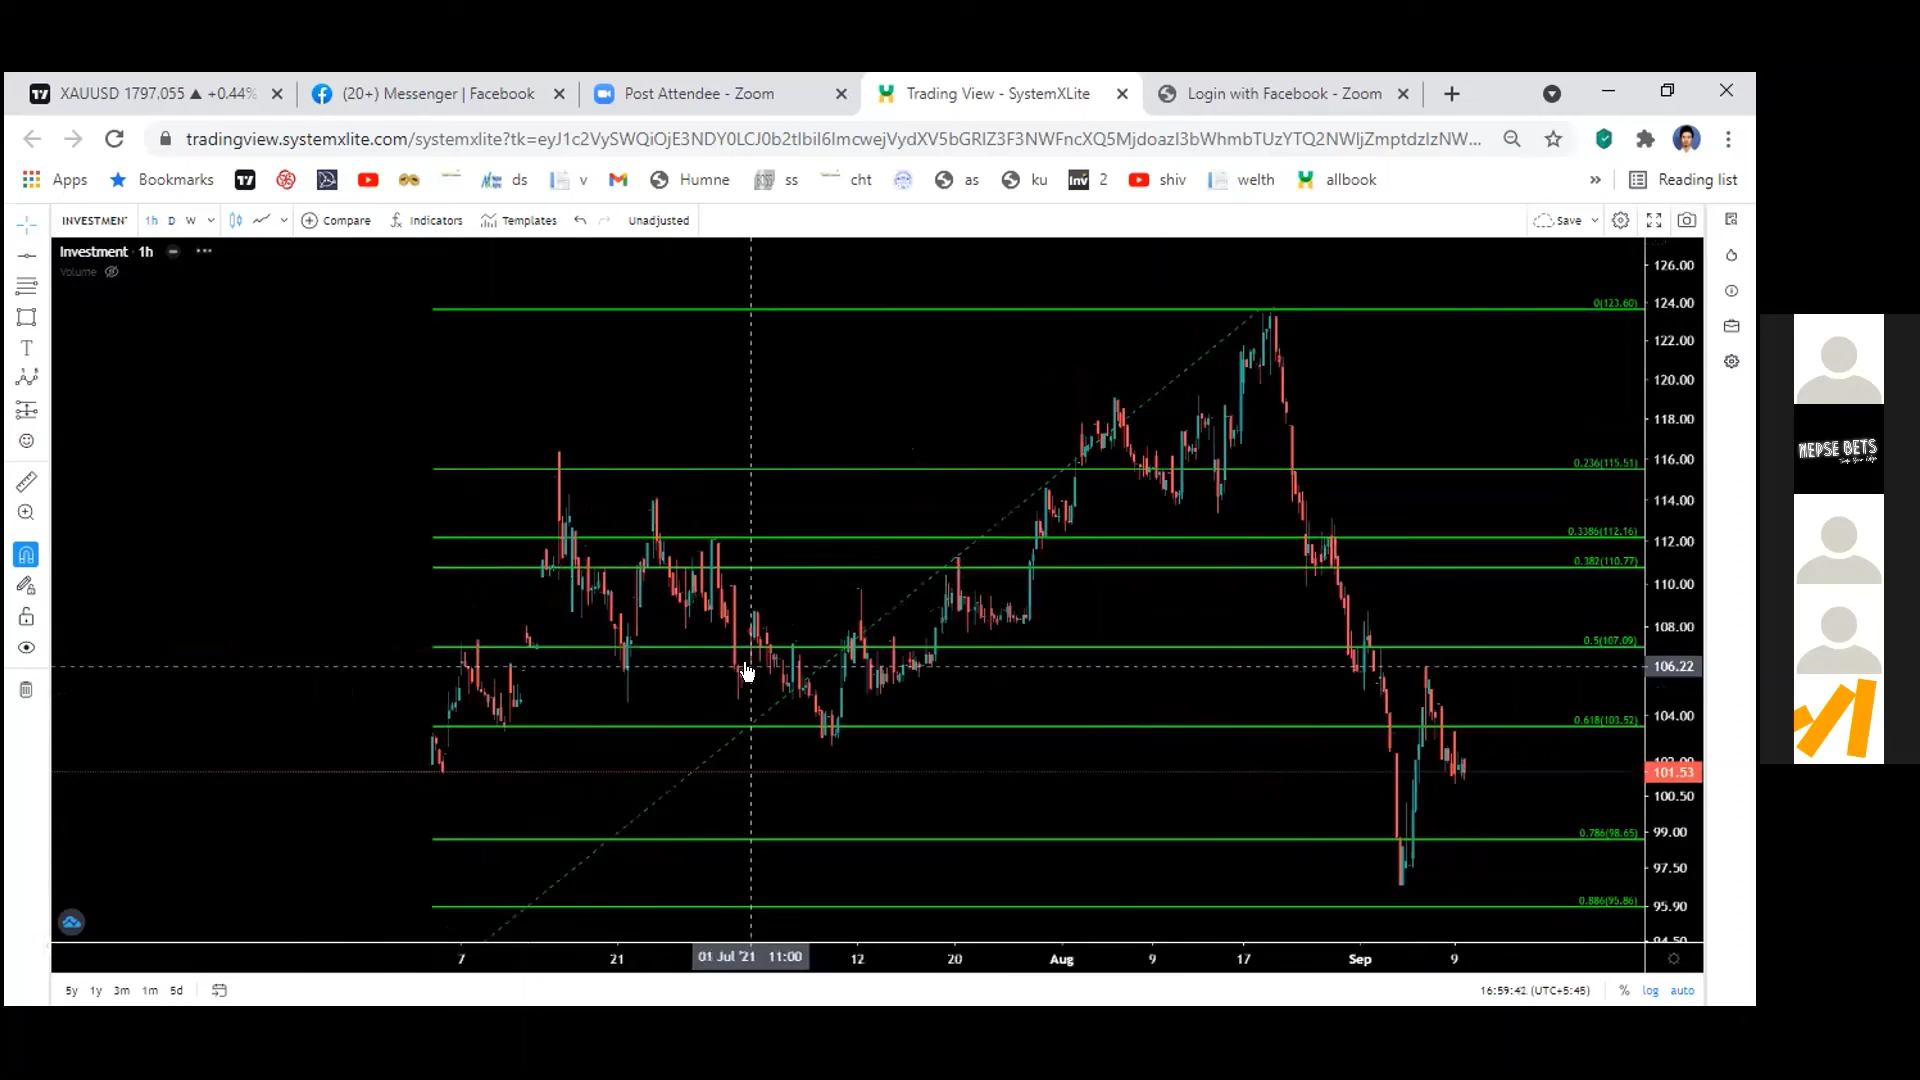 XAUUSD 1797.055 ▲ +0.44%
(20+) Messenger | Facebook
Post Attendee - Zoom
Trading View - SystemXLite
Login with Facebook - Zoom
Apps
Bookmarks
ds
v
Humne
BOSS
ss
cht
as
ku
Inv
2
shiv
welth
allbook
»
Reading list
INVESTMENT
1h
D
W
Compare
Indicators
Templates
Unadjusted
Save
Investment · 1h
Volume
126.00
124.00
122.00
120.00
118.00
116.00
114.00
112.00
110.00
108.00
106.22
104.00
101.53
100.50
99.00
97.50
95.90
94.50
0(123.60)
0.236(115.51)
0.3386(112.16)
0.382(110.77)
0.5(107.09)
0.618(103.52)
0.786(98.65)
0.886(95.86)
7
21
01 Jul '21 11:00
12
20
Aug
9
17
Sep
9
5y
1y
3m
1m
5d
16:59:42 (UTC+5:45)
%
log
auto
NEPSE BETS